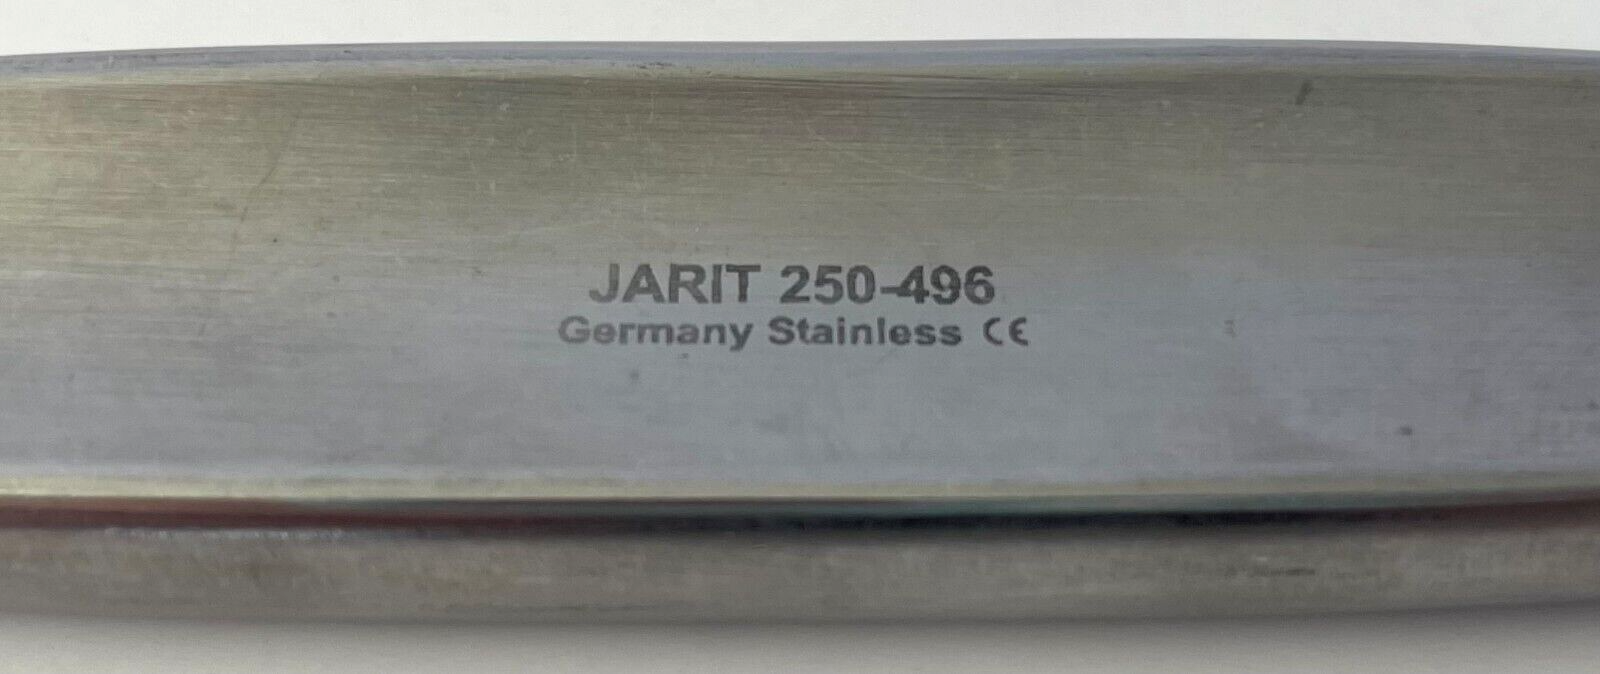 JARIT 250-496
Germany Stainless CE